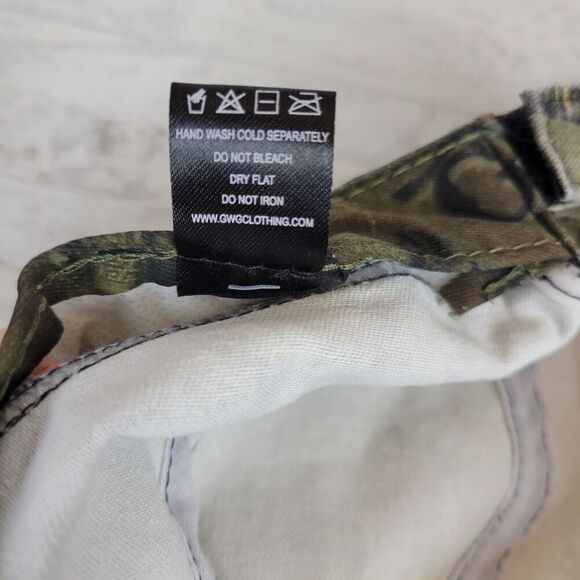 HAND WASH COLD SEPARATELY
DO NOT BLEACH
DRY FLAT
DO NOT IRON
WWW.GWGCLOTHING.COM